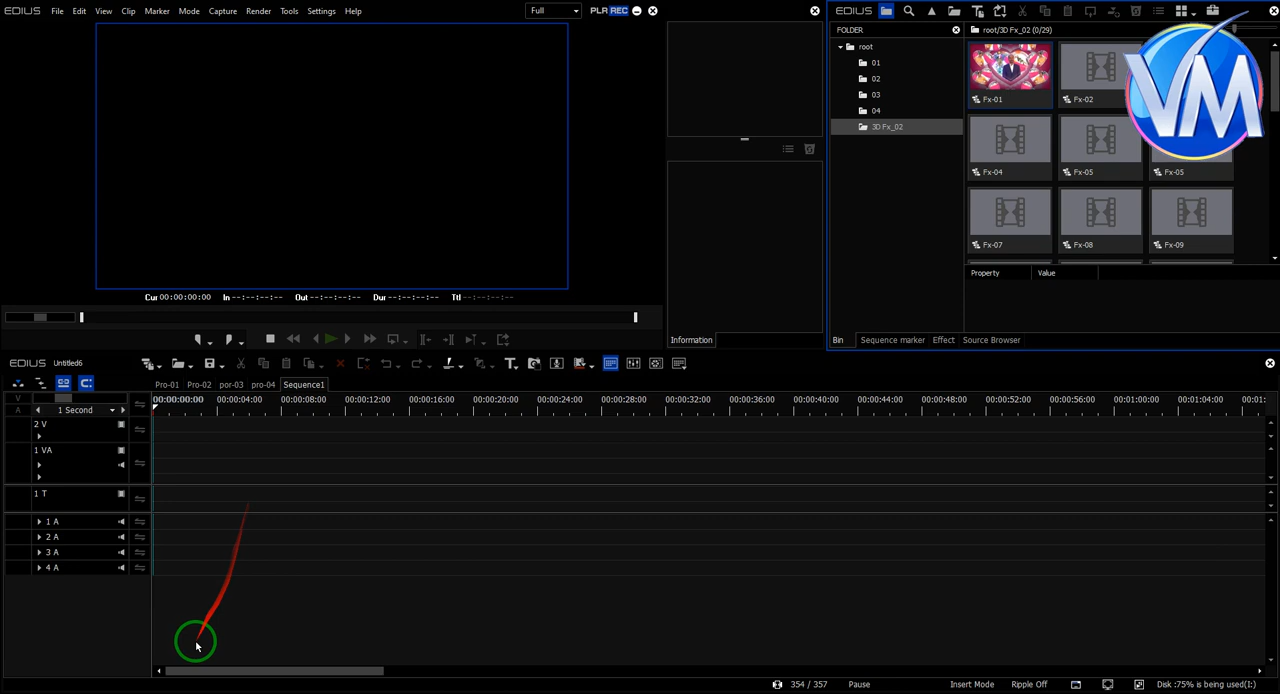 EDIUS File Edit View Clip Marker Mode Capture Render Tools Settings Help Full PLR REC
EDIUS
FOLDER
root/3D Fx_02 (0/29)
root
01
02
03
04
3D Fx_02
Fx-01 Fx-02
Fx-04 Fx-05 Fx-05
Fx-07 Fx-08 Fx-09
VM
Property Value
Cur 00:00:00:00 In --:--:--:-- Out --:--:--:-- Dur --:--:--:-- Ttl --:--:--:--
Information
Bin Sequence marker Effect Source Browser
EDIUS Untitled6
Pro-01 Pro-02 por-03 pro-04 Sequence1
V
A
1 Second
00:00:00:00 00:00:04:00 00:00:08:00 00:00:12:00 00:00:16:00 00:00:20:00 00:00:24:00 00:00:28:00 00:00:32:00 00:00:36:00 00:00:40:00 00:00:44:00 00:00:48:00 00:00:52:00 00:00:56:00 00:01:00:00 00:01:04:00 00:01:
2 V
1 VA
1 T
1 A
2 A
3 A
4 A
354 / 357 Pause Insert Mode Ripple Off Disk :75% is being used(I:)